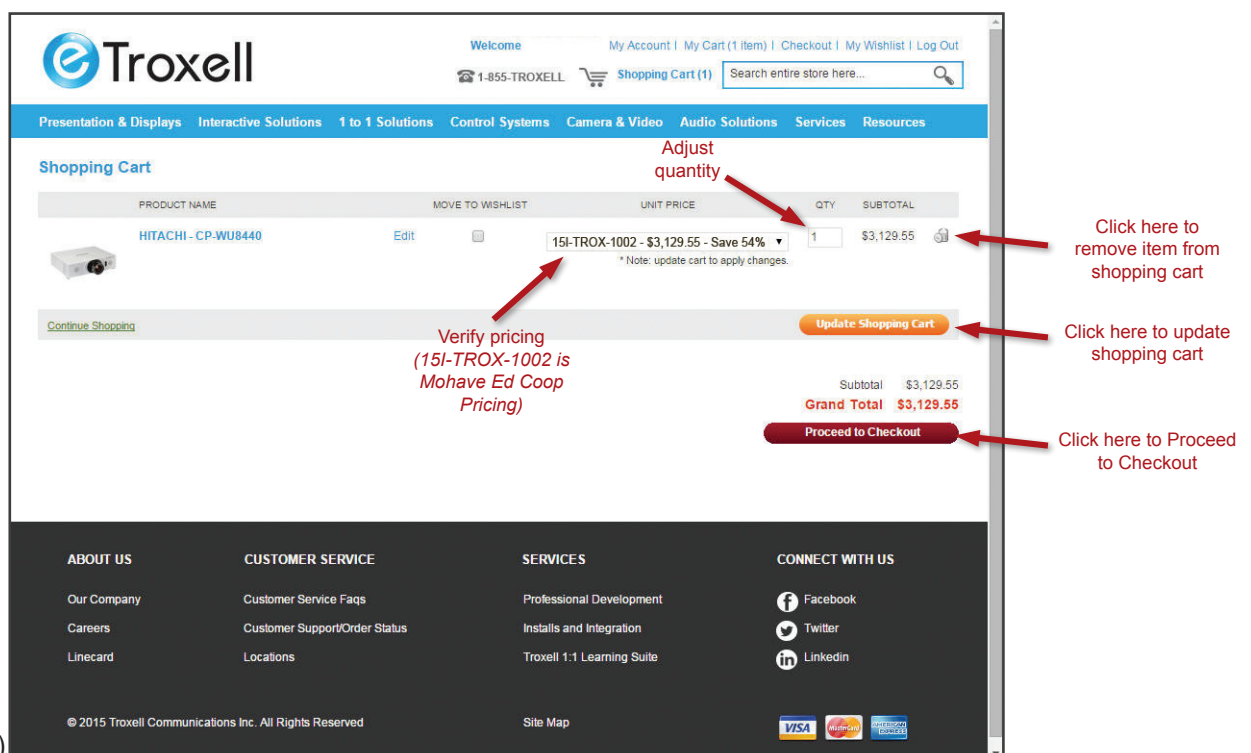 eTroxell
Welcome My Account | My Cart (1 item) | Checkout | My Wishlist | Log Out
1-855-TROXELL Shopping Cart (1) Search entire store here...
Presentation & Displays Interactive Solutions 1 to 1 Solutions Control Systems Camera & Video Audio Solutions Services Resources
Shopping Cart
Adjust
quantity
PRODUCT NAME MOVE TO WISHLIST UNIT PRICE QTY SUBTOTAL
HITACHI - CP-WU8440 Edit 15I-TROX-1002 - $3,129.55 - Save 54% 1 $3,129.55
* Note: update cart to apply changes.
Click here to
remove item from
shopping cart
Continue Shopping Update Shopping Cart
Verify pricing
(15I-TROX-1002 is
Mohave Ed Coop
Pricing)
Click here to update
shopping cart
Subtotal $3,129.55
Grand Total $3,129.55
Proceed to Checkout
Click here to Proceed
to Checkout
ABOUT US CUSTOMER SERVICE SERVICES CONNECT WITH US
Our Company Customer Service Faqs Professional Development Facebook
Careers Customer Support/Order Status Installs and Integration Twitter
Linecard Locations Troxell 1:1 Learning Suite in Linkedin
© 2015 Troxell Communications Inc. All Rights Reserved Site Map VISA MasterCard AMERICAN EXPRESS
)